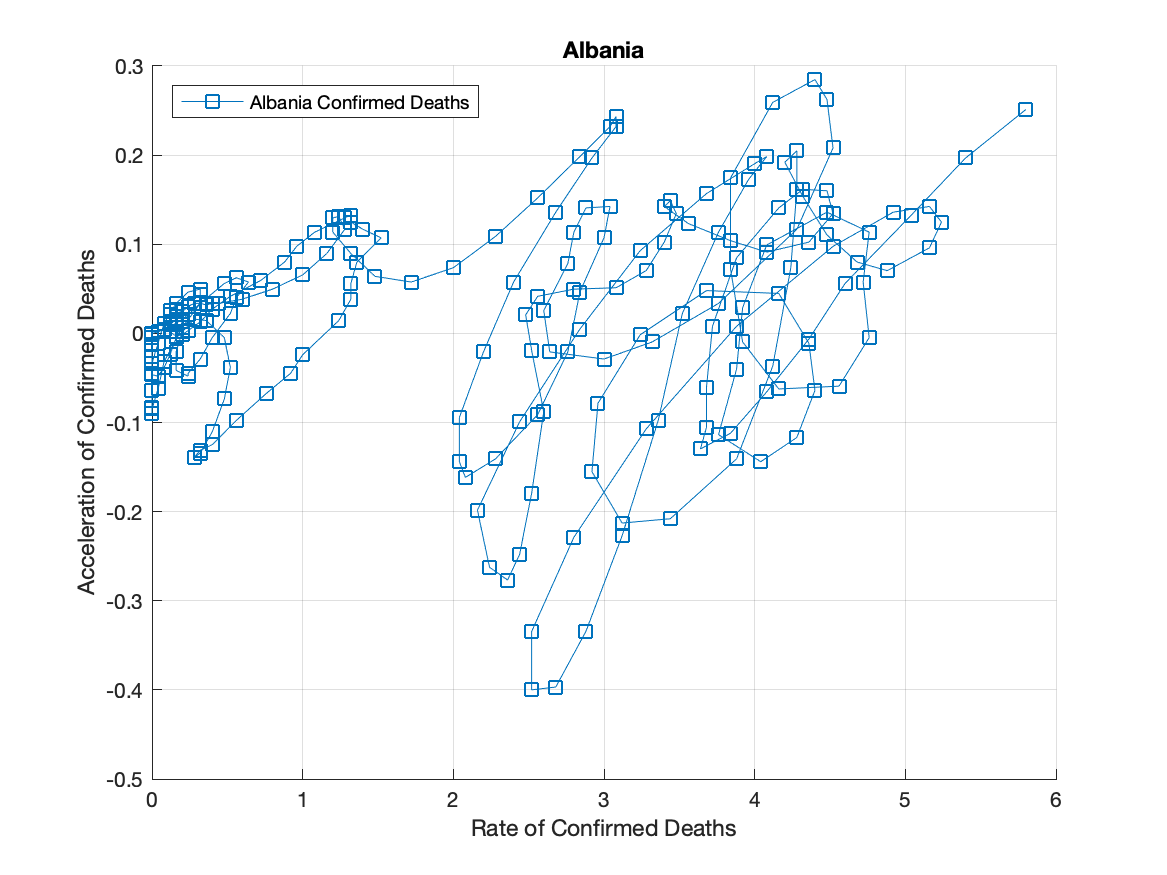 Albania
Albania Confirmed Deaths
0.3
0.2
0.1
0
-0.1
-0.2
-0.3
-0.4
-0.5
Acceleration of Confirmed Deaths
0 1 2 3 4 5 6
Rate of Confirmed Deaths